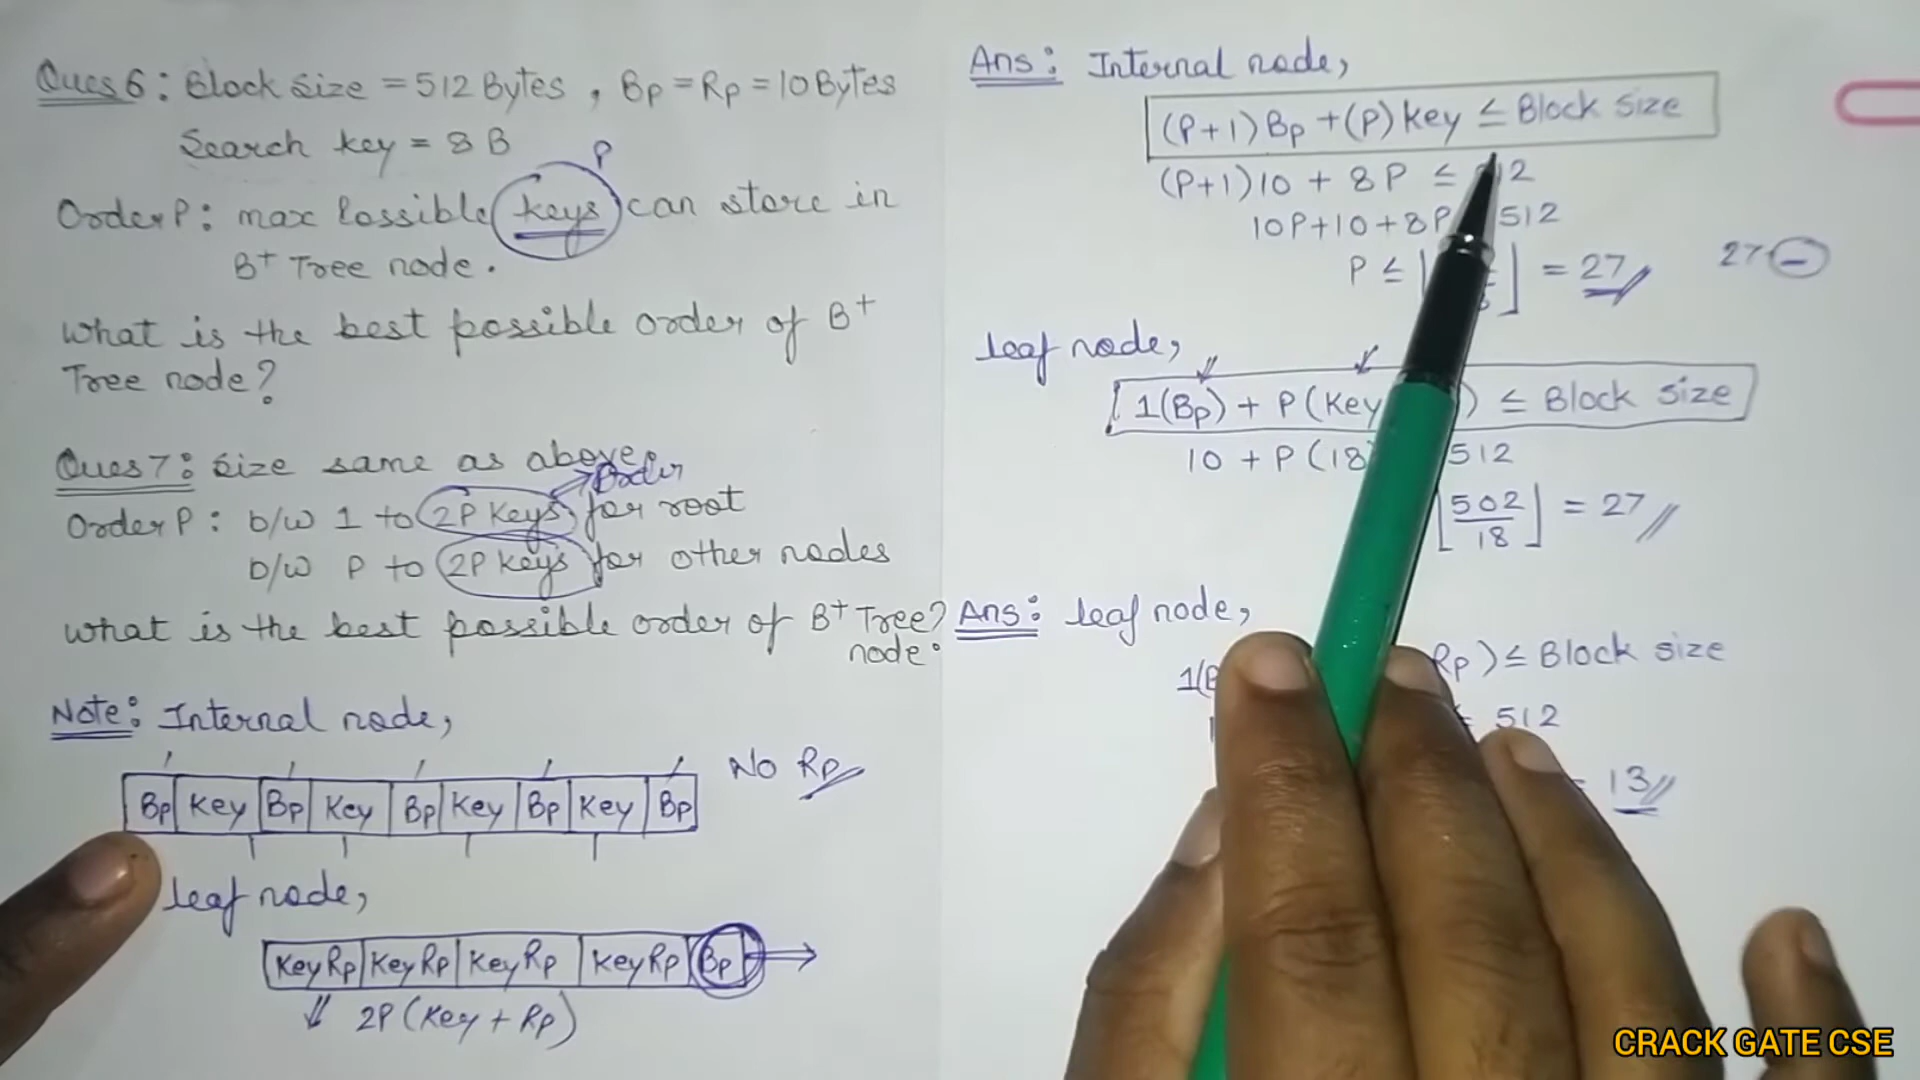 Ques 6: Block Size = 512 Bytes, Bp = Rp = 10 Bytes
Search key = 8 B
P
Order P: max Possible keys can store in
B+ Tree node.
What is the best possible order of B+
Tree node?
Ques 7: Size same as above.
Order
Order P: b/w 1 to 2P keys for root
b/w P to 2P keys for other nodes
What is the best possible order of B+ Tree?
node.
Note: Internal node,
Bp key Bp key Bp key Bp key Bp
No Rp
leaf node,
key Rp key Rp key Rp key Rp Bp
2P (key + Rp)
Ans: Internal node,
(P+1) Bp + (P) key ≤ Block size
(P+1) 10 + 8P ≤ 12
10P + 10 + 8P 512
P ≤ = 27
27 -
leaf node,
1(Bp) + P(key ) ≤ Block size
10 + P(18) 512
502
18 = 27
Ans: leaf node,
1(B Rp) ≤ Block size
512
= 13
CRACK GATE CSE